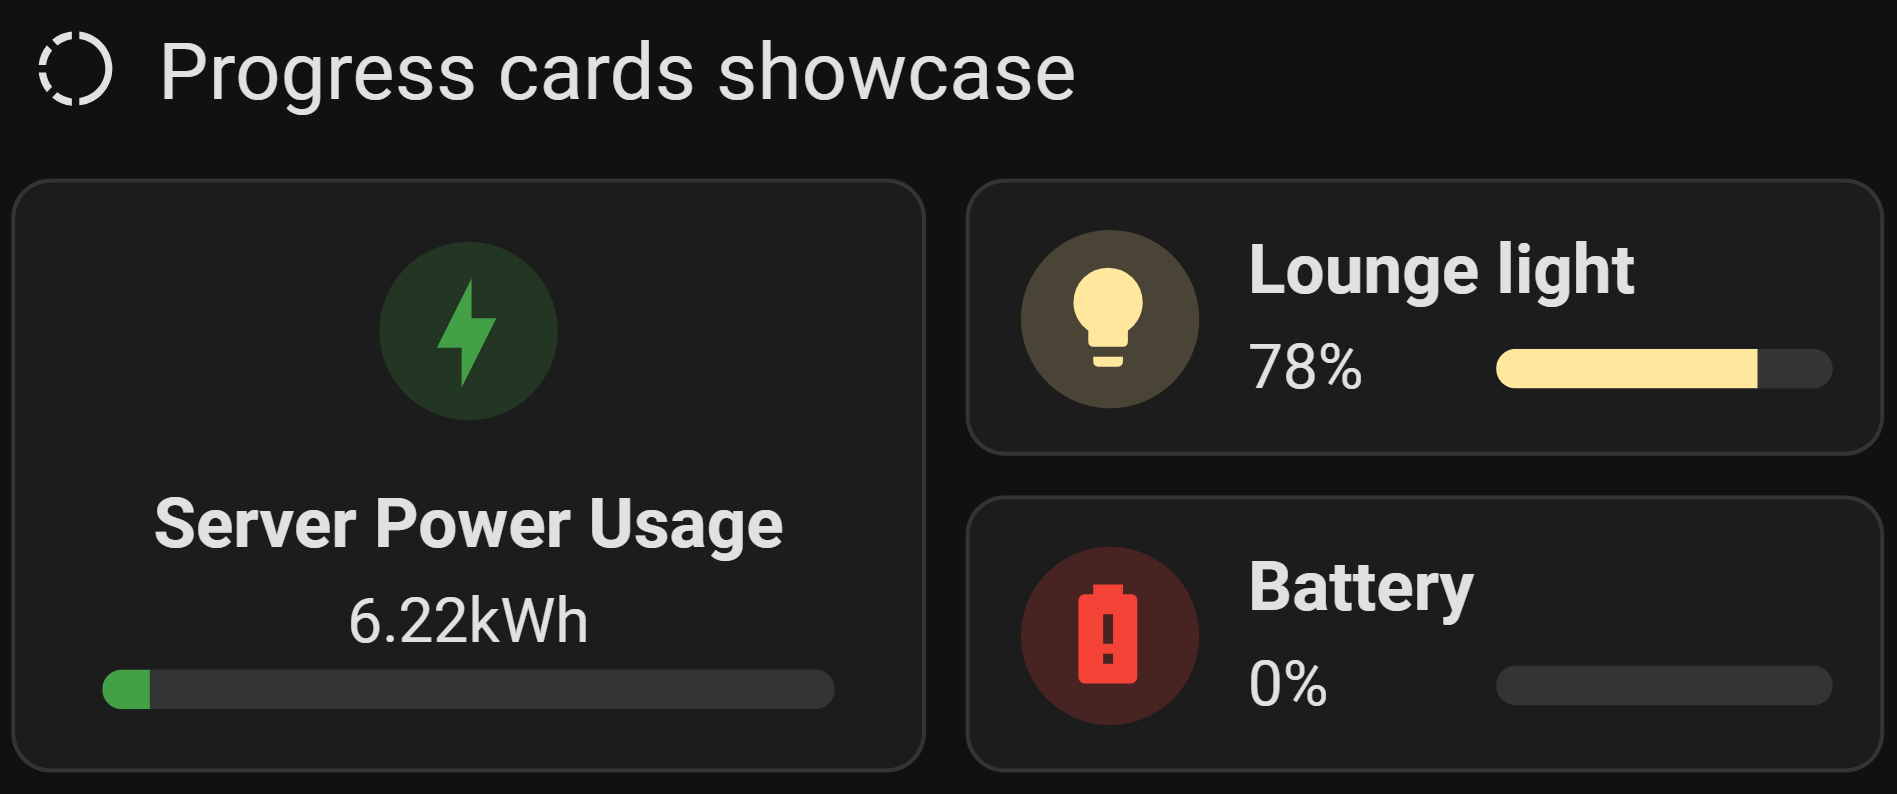 Progress cards showcase
Server Power Usage
6.22kWh
Lounge light
78%
Battery
0%